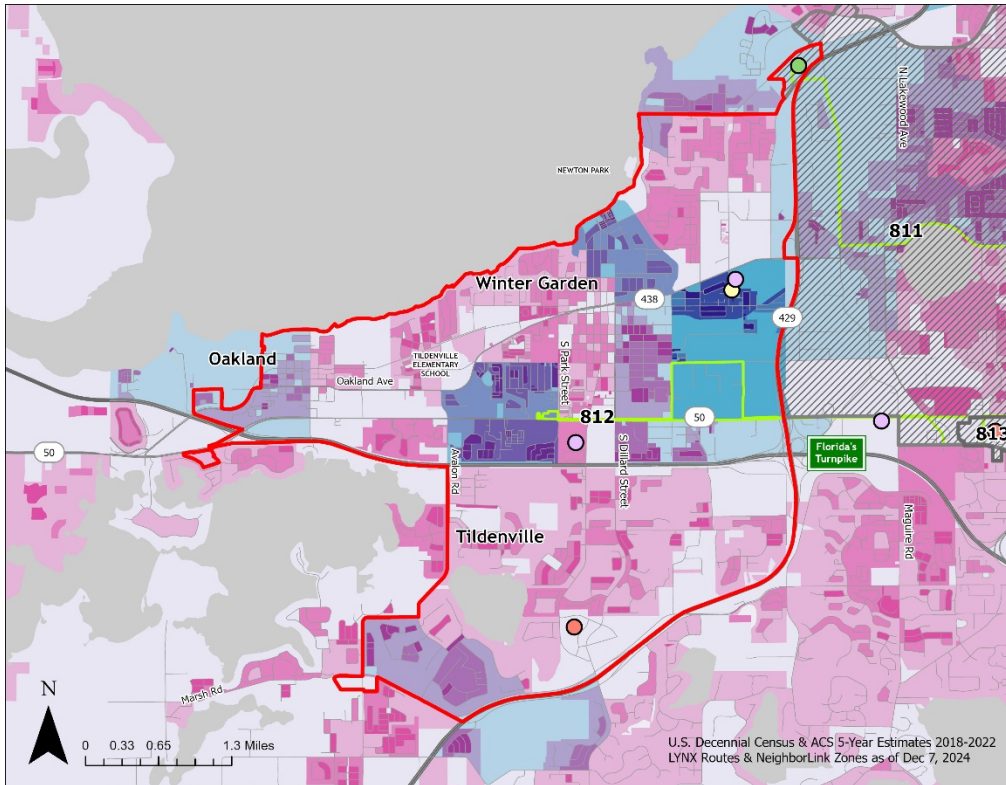 N Lakewood Ave
NEWTON PARK
811
Winter Garden
438
429
Oakland
TILDENVILLE
ELEMENTARY
SCHOOL
S Park Street
Oakland Ave
812
50
813
50
Florida's
Turnpike
Avalon Rd
S Dillard Street
Maguire Rd
Tildenville
Marsh Rd
N
0 0.33 0.65 1.3 Miles
U.S. Decennial Census & ACS 5-Year Estimates 2018-2022
LYNX Routes & NeighborLink Zones as of Dec 7, 2024